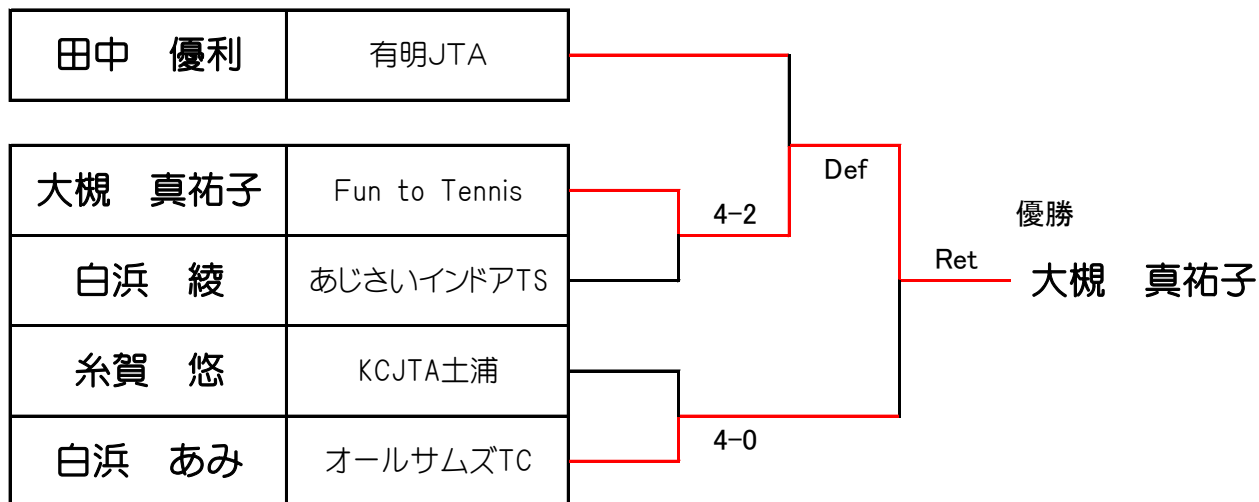 田中　優利　有明JTA
大槻　真祐子　Fun to Tennis
白浜　綾　あじさいインドアTS
糸賀　悠　KCJTA土浦
白浜　あみ　オールサムズTC
4-2
4-0
Def
Ret
優勝
大槻　真祐子